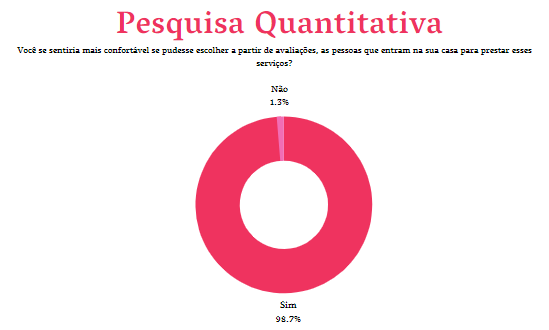 Pesquisa Quantitativa
Você se sentiria mais confortável se pudesse escolher a partir de avaliações, as pessoas que entram na sua casa para prestar esses
serviços?
Não
1.3%
Sim
98.7%